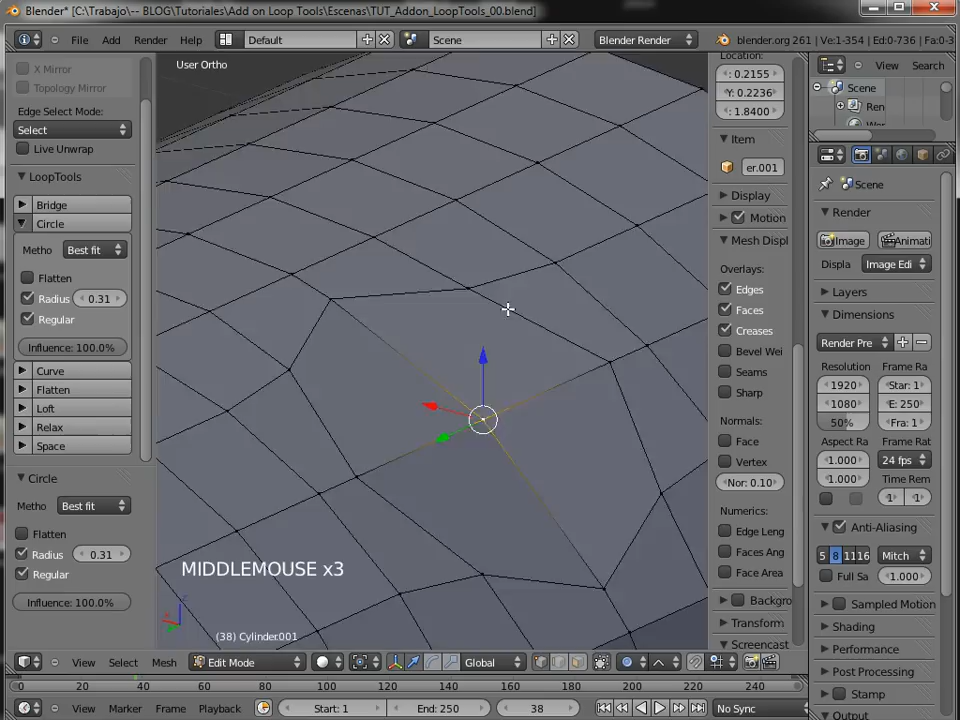 Blender* [C:\Trabajo\-- BLOG\Tutoriales\Add on Loop Tools\Escenas\TUT_Addon_LoopTools_00.blend]
File Add Render Help Default Scene Blender Render blender.org 261 | Ve:1-354 | Ed:0-736 | Fa:0-3
X Mirror
Topology Mirror
Edge Select Mode:
Select
Live Unwrap
LoopTools
Bridge
Circle
Metho Best fit
Flatten
Radius 0.31
Regular
Influence: 100.0%
Curve
Flatten
Loft
Relax
Space
Circle
Metho Best fit
Flatten
Radius 0.31
Regular
Influence: 100.0%
User Ortho
MIDDLEMOUSE x3
(38) Cylinder.001
Location:
: 0.2155
Y: 0.2236
: 1.8400
Item
er.001
Display
Motion
Mesh Displ
Overlays:
Edges
Faces
Creases
Bevel Wei
Seams
Sharp
Normals:
Face
Vertex
Nor: 0.10
Numerics:
Edge Leng
Faces Ang
Face Area
Backgro
Transform
Screencast
View Search
Scene
Ren
Scene
Render
Image Animati
Displa Image Edi
Layers
Dimensions
Render Pre
Resolution Frame Ra
1920 Star: 1
1080 E: 250
50% Fra: 1
Aspect Ra Frame Rat
1.000 24 fps
1.000 Time Rem
1 1
Anti-Aliasing
5 8 11 16 Mitch
Full Sa 1.000
Sampled Motion
Shading
Performance
Post Processing
Stamp
Output
View Select Mesh Edit Mode Global
0 20 40 60 80 100 120 140 160 180 200 220 240
View Marker Frame Playback Start: 1 End: 250 38 No Sync